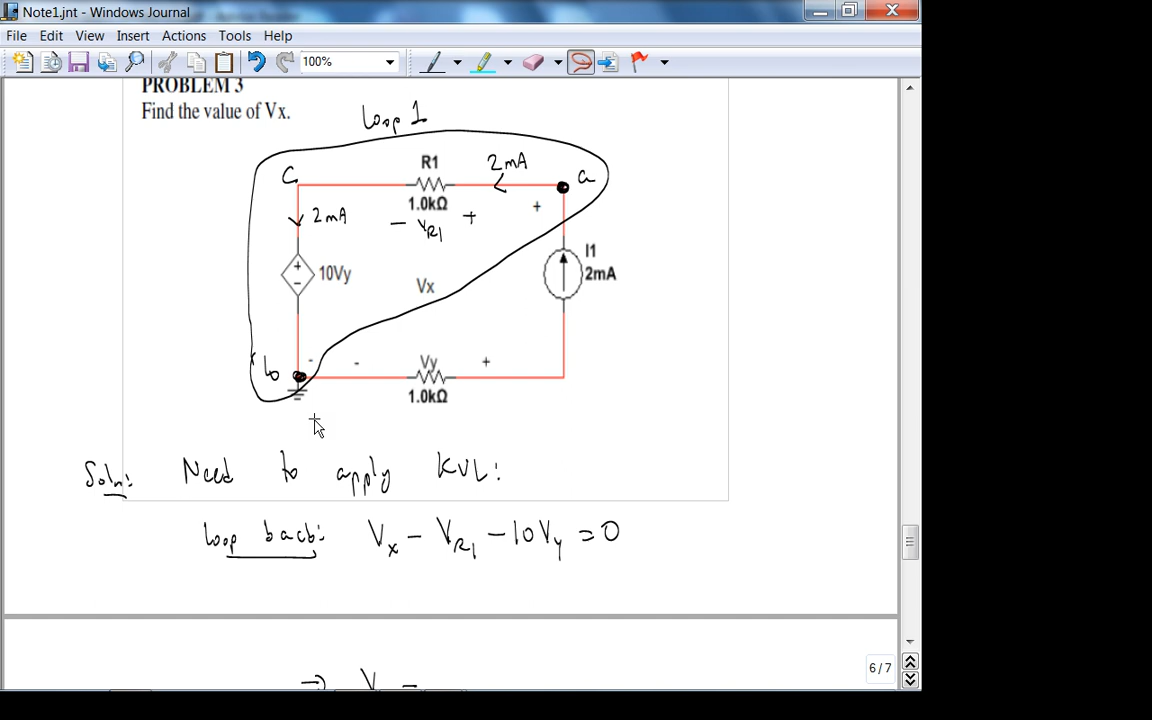 Note1.jnt - Windows Journal
File Edit View Insert Actions Tools Help
100%
PROBLEM 3
Find the value of Vx.
Loop 1
C
R1
2mA
a
1.0kΩ
+
2mA
- VR1 +
I1
2mA
+
-
10Vy
Vx
b
-
-
Vy
+
1.0kΩ
Soln: Need to apply KVL:
loop bacb: Vx - VR1 - 10Vy = 0
6 / 7
⇒ V =